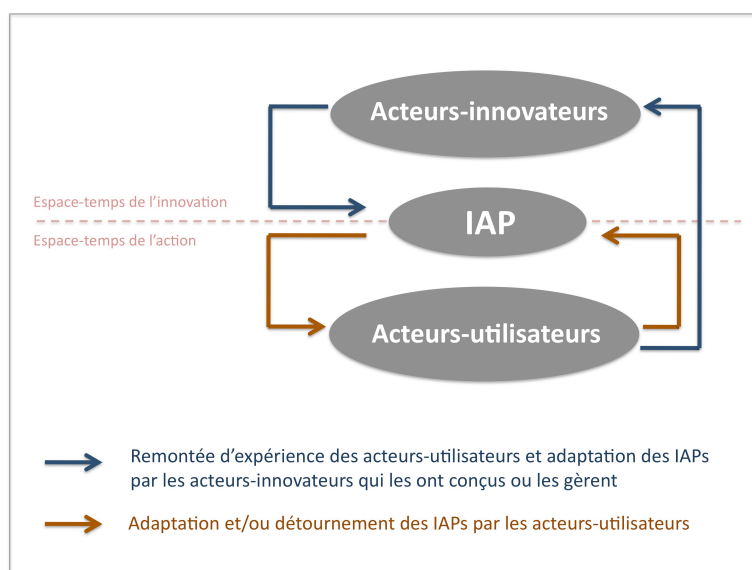 Acteurs-innovateurs
Espace-temps de l’innovation
IAP
Espace-temps de l’action
Acteurs-utilisateurs
Remontée d’expérience des acteurs-utilisateurs et adaptation des IAPs
par les acteurs-innovateurs qui les ont conçus ou les gèrent
Adaptation et/ou détournement des IAPs par les acteurs-utilisateurs